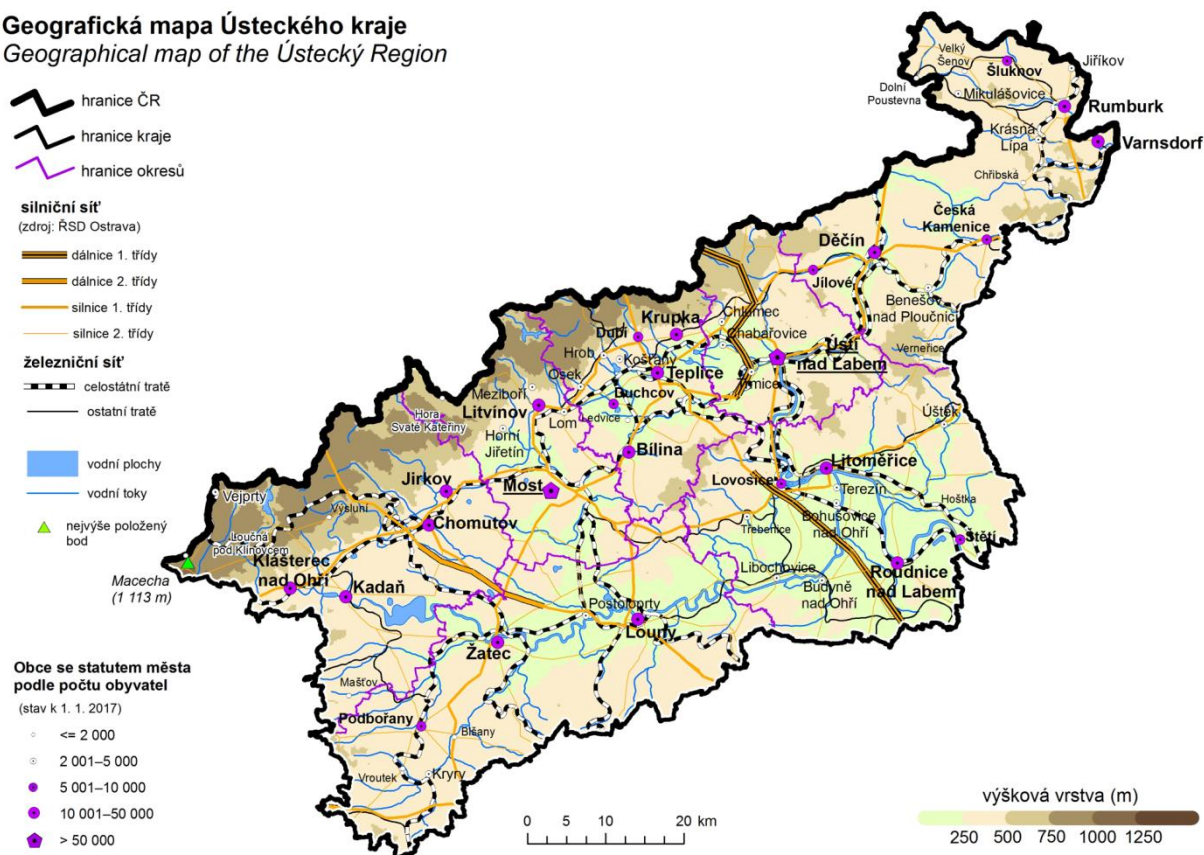 Geografická mapa Ústeckého kraje
Geographical map of the Ústecký Region
hranice ČR
hranice kraje
hranice okresů
silniční síť
(zdroj: ŘSD Ostrava)
dálnice 1. třídy
dálnice 2. třídy
silnice 1. třídy
silnice 2. třídy
železniční síť
celostátní tratě
ostatní tratě
vodní plochy
vodní toky
nejvýše položený
bod
Obce se statutem města
podle počtu obyvatel
(stav k 1. 1. 2017)
<= 2 000
2 001–5 000
5 001–10 000
10 001–50 000
> 50 000
Velký
Šenov
Šluknov
Jiříkov
Dolní
Poustevna
Mikulášovice
Rumburk
Krásná
Lípa
Varnsdorf
Chřibská
Česká
Kamenice
Děčín
Jílové
Benešov
nad Ploučnicí
Verneřice
Chlumec
Krupka
Chabařovice
Dubí
Ústí
nad Labem
Hrob
Košťany
Teplice
Trmice
Osek
Duchcov
Meziboří
Litvínov
Lom
Ledvice
Úštěk
Hora
Svaté Kateřiny
Horní
Jiřetín
Bílina
Litoměřice
Most
Jirkov
Lovosice
Terezín
Hoštka
Vejprty
Výsluní
Chomutov
Třebenice
Bohušovice
nad Ohří
Štětí
Loučná
pod Klínovcem
Klášterec
nad Ohří
Libochovice
Roudnice
nad Labem
Macecha
(1 113 m)
Kadaň
Budyně
nad Ohří
Postoloprty
Louny
Žatec
Mašťov
Podbořany
Blšany
Vroutek
Kryry
0 5 10 20 km
výšková vrstva (m)
250 500 750 1000 1250